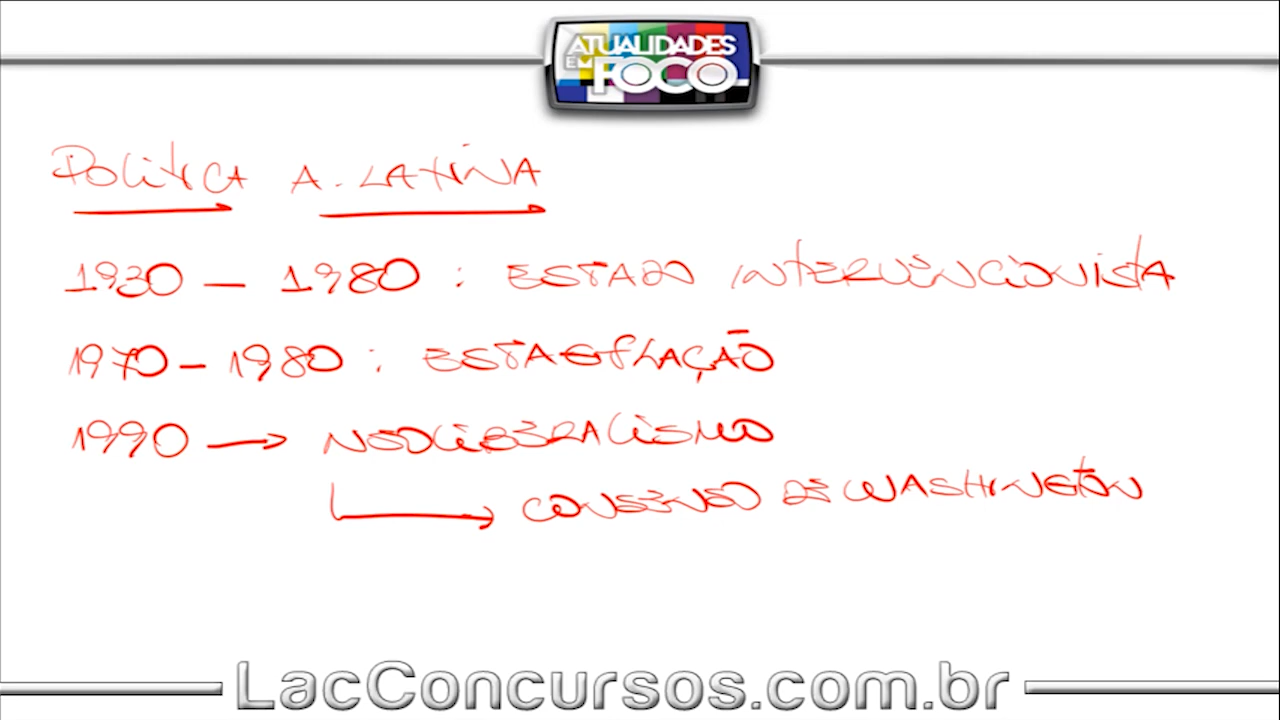 ATUALIDADES
EM FOCO
POLíTICA A. LATINA
1930 - 1980 : ESTADO INTERVENCIONISTA
1970 - 1980 : ESTAGFLAÇÃO
1990 → NEOLIBERALISMO
CONSENSO DE WASHINGTON
LacConcursos.com.br